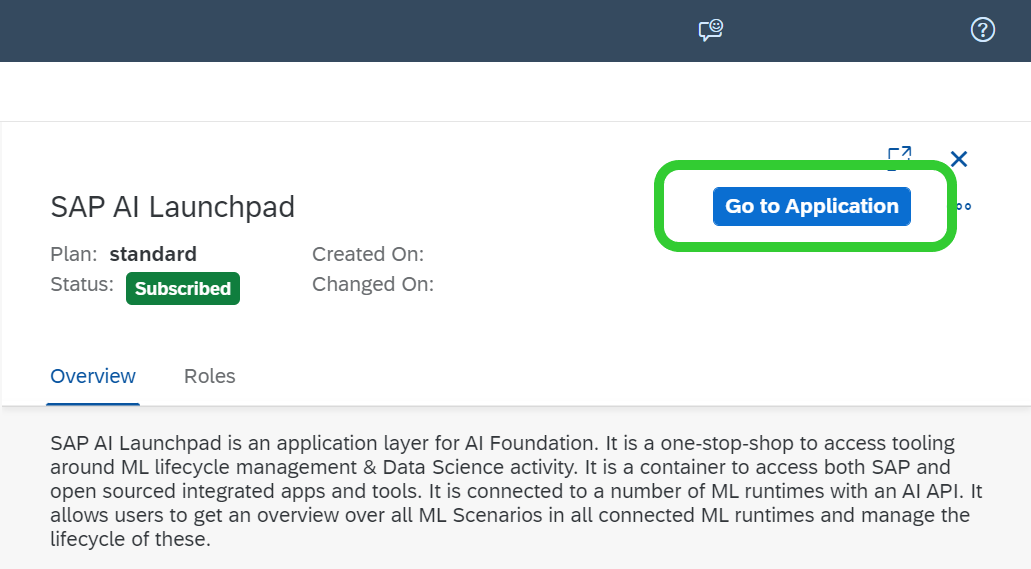 SAP AI Launchpad
Go to Application
Plan: standard
Created On:
Status: Subscribed
Changed On:
Overview
Roles
SAP AI Launchpad is an application layer for AI Foundation. It is a one-stop-shop to access tooling
around ML lifecycle management & Data Science activity. It is a container to access both SAP and
open sourced integrated apps and tools. It is connected to a number of ML runtimes with an AI API. It
allows users to get an overview over all ML Scenarios in all connected ML runtimes and manage the
lifecycle of these.